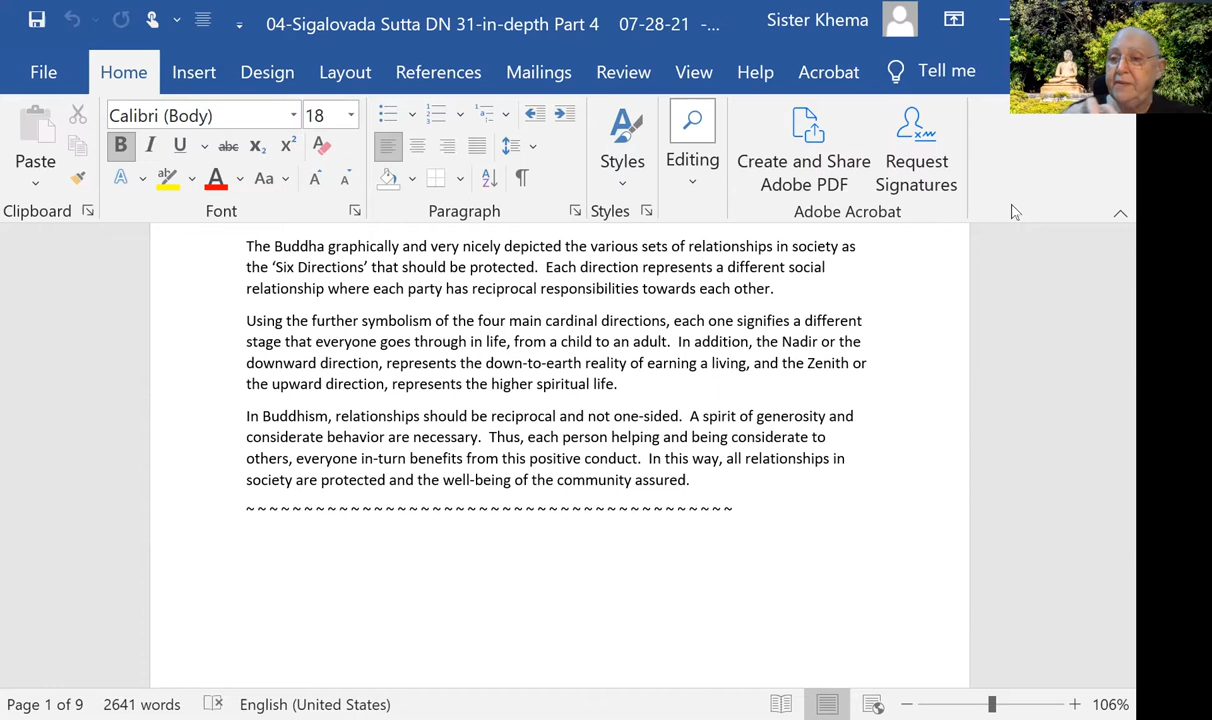 04-Sigalovada Sutta DN 31-in-depth Part 4 07-28-21 -...
Sister Khema
File Home Insert Design Layout References Mailings Review View Help Acrobat Tell me
Calibri (Body) 18
Paste
B I U abc x₂ x²
A A Aa A A
Styles
Editing
Create and Share
Adobe PDF
Request
Signatures
Clipboard Font Paragraph Styles Adobe Acrobat
The Buddha graphically and very nicely depicted the various sets of relationships in society as
the ‘Six Directions’ that should be protected. Each direction represents a different social
relationship where each party has reciprocal responsibilities towards each other.
Using the further symbolism of the four main cardinal directions, each one signifies a different
stage that everyone goes through in life, from a child to an adult. In addition, the Nadir or the
downward direction, represents the down-to-earth reality of earning a living, and the Zenith or
the upward direction, represents the higher spiritual life.
In Buddhism, relationships should be reciprocal and not one-sided. A spirit of generosity and
considerate behavior are necessary. Thus, each person helping and being considerate to
others, everyone in-turn benefits from this positive conduct. In this way, all relationships in
society are protected and the well-being of the community assured.
~ ~ ~ ~ ~ ~ ~ ~ ~ ~ ~ ~ ~ ~ ~ ~ ~ ~ ~ ~ ~ ~ ~ ~ ~ ~ ~ ~ ~ ~ ~ ~ ~ ~ ~ ~ ~ ~ ~ ~ ~ ~
Page 1 of 9 2641 words English (United States) 106%